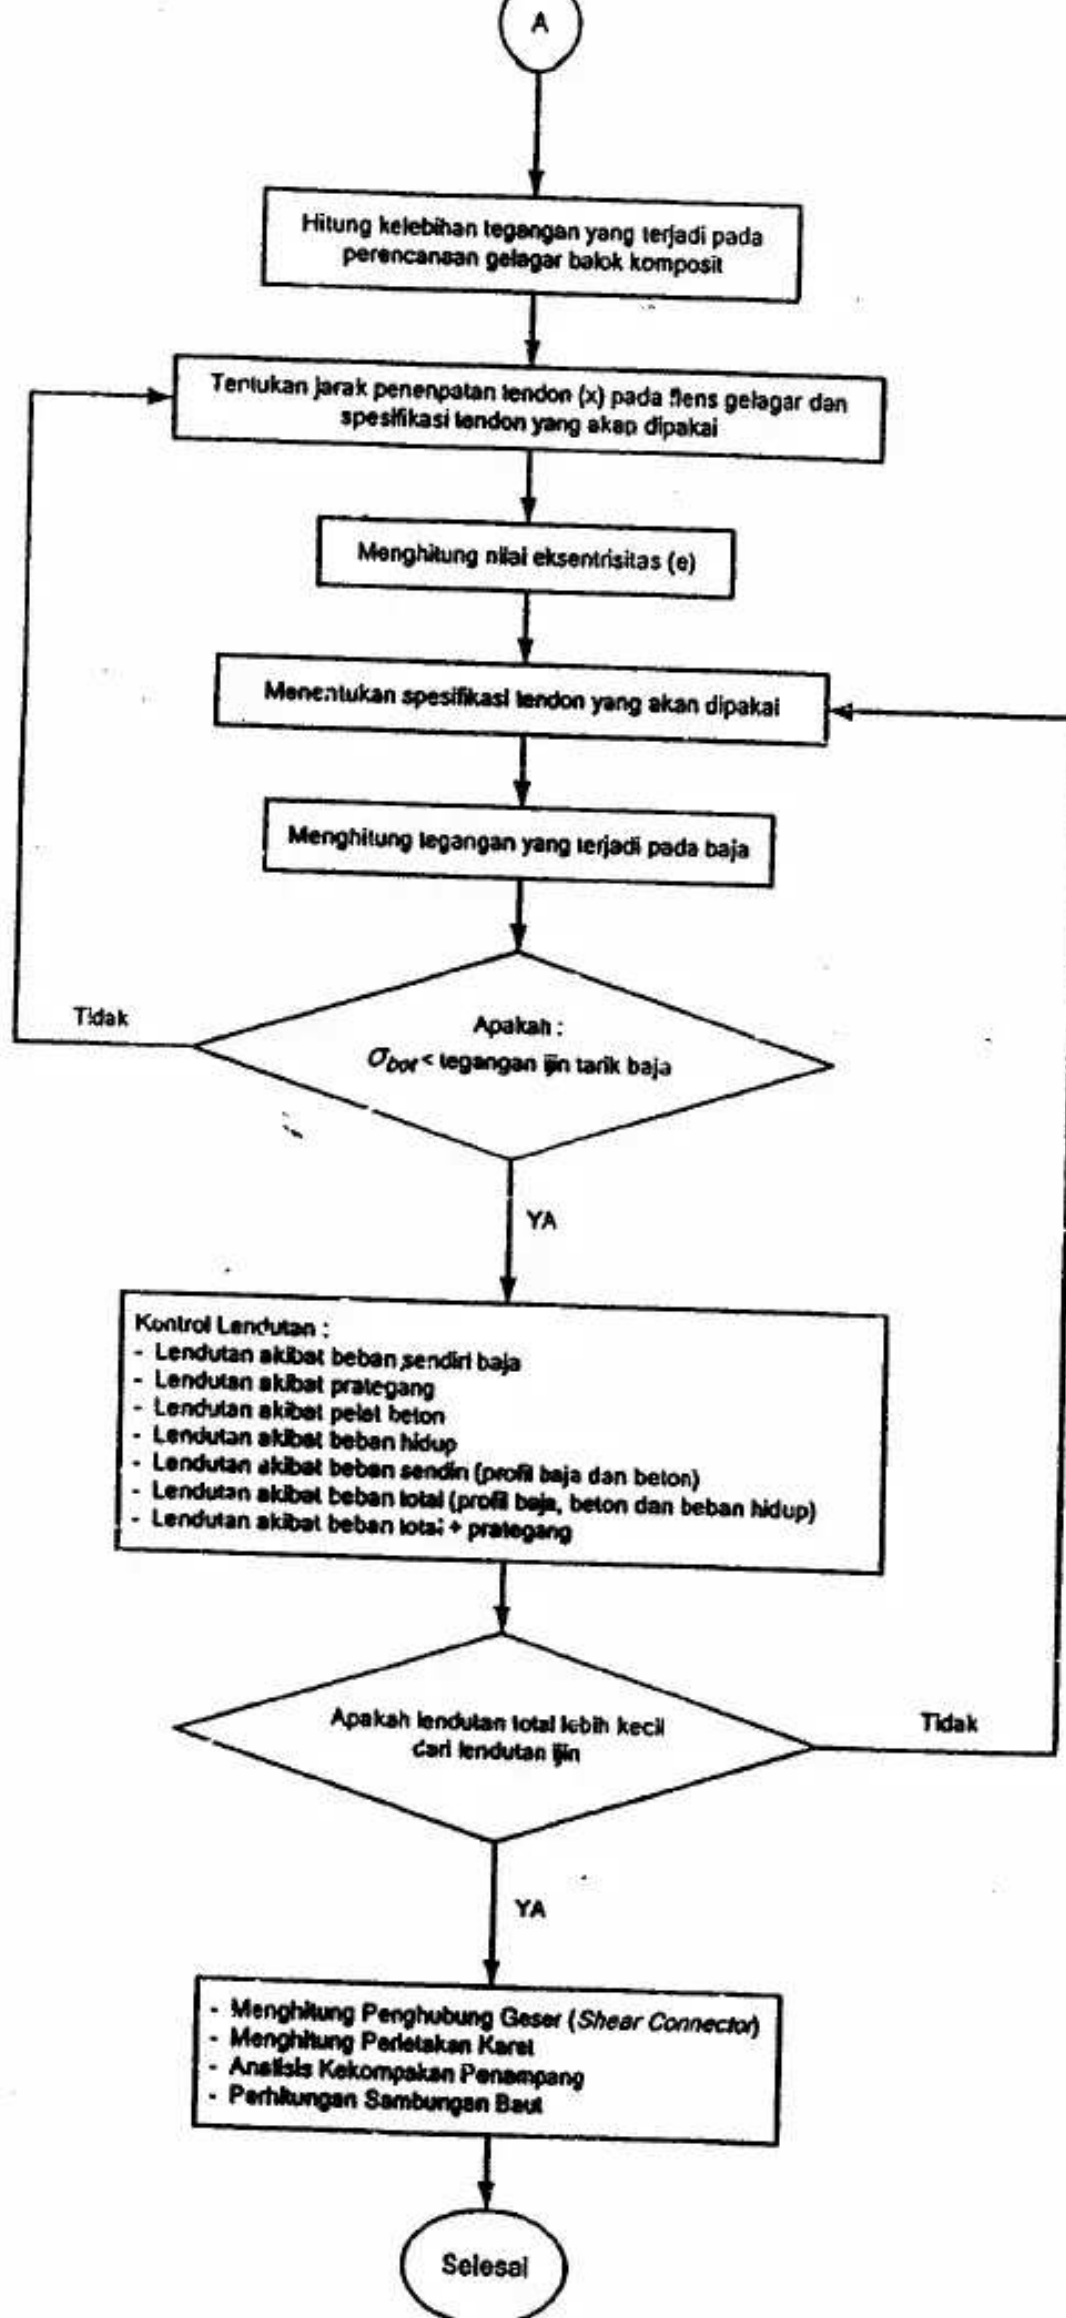 A
Hitung kelebihan tegangan yang terjadi pada
perencanaan gelagar balok komposit
Tentukan jarak penenpatan tendon (x) pada flens gelagar dan
spesifikasi tendon yang akan dipakai
Menghitung nilai eksentrisitas (e)
Menentukan spesifikasi tendon yang akan dipakai
Menghitung tegangan yang terjadi pada baja
Tidak
Apakah :
σbot < tegangan ijin tarik baja
YA
Kontrol Lendutan :
- Lendutan akibat beban sendiri baja
- Lendutan akibat prategang
- Lendutan akibat pelat beton
- Lendutan akibat beban hidup
- Lendutan akibat beban sendiri (profil baja dan beton)
- Lendutan akibat beban total (profil baja, beton dan beban hidup)
- Lendutan akibat beban total + prategang
Apakah lendutan total lebih kecil
dari lendutan ijin
Tidak
YA
- Menghitung Penghubung Geser (Shear Connector)
- Menghitung Perletakan Karet
- Analisis Kekompakan Penampang
- Perhitungan Sambungan Baut
Selesai